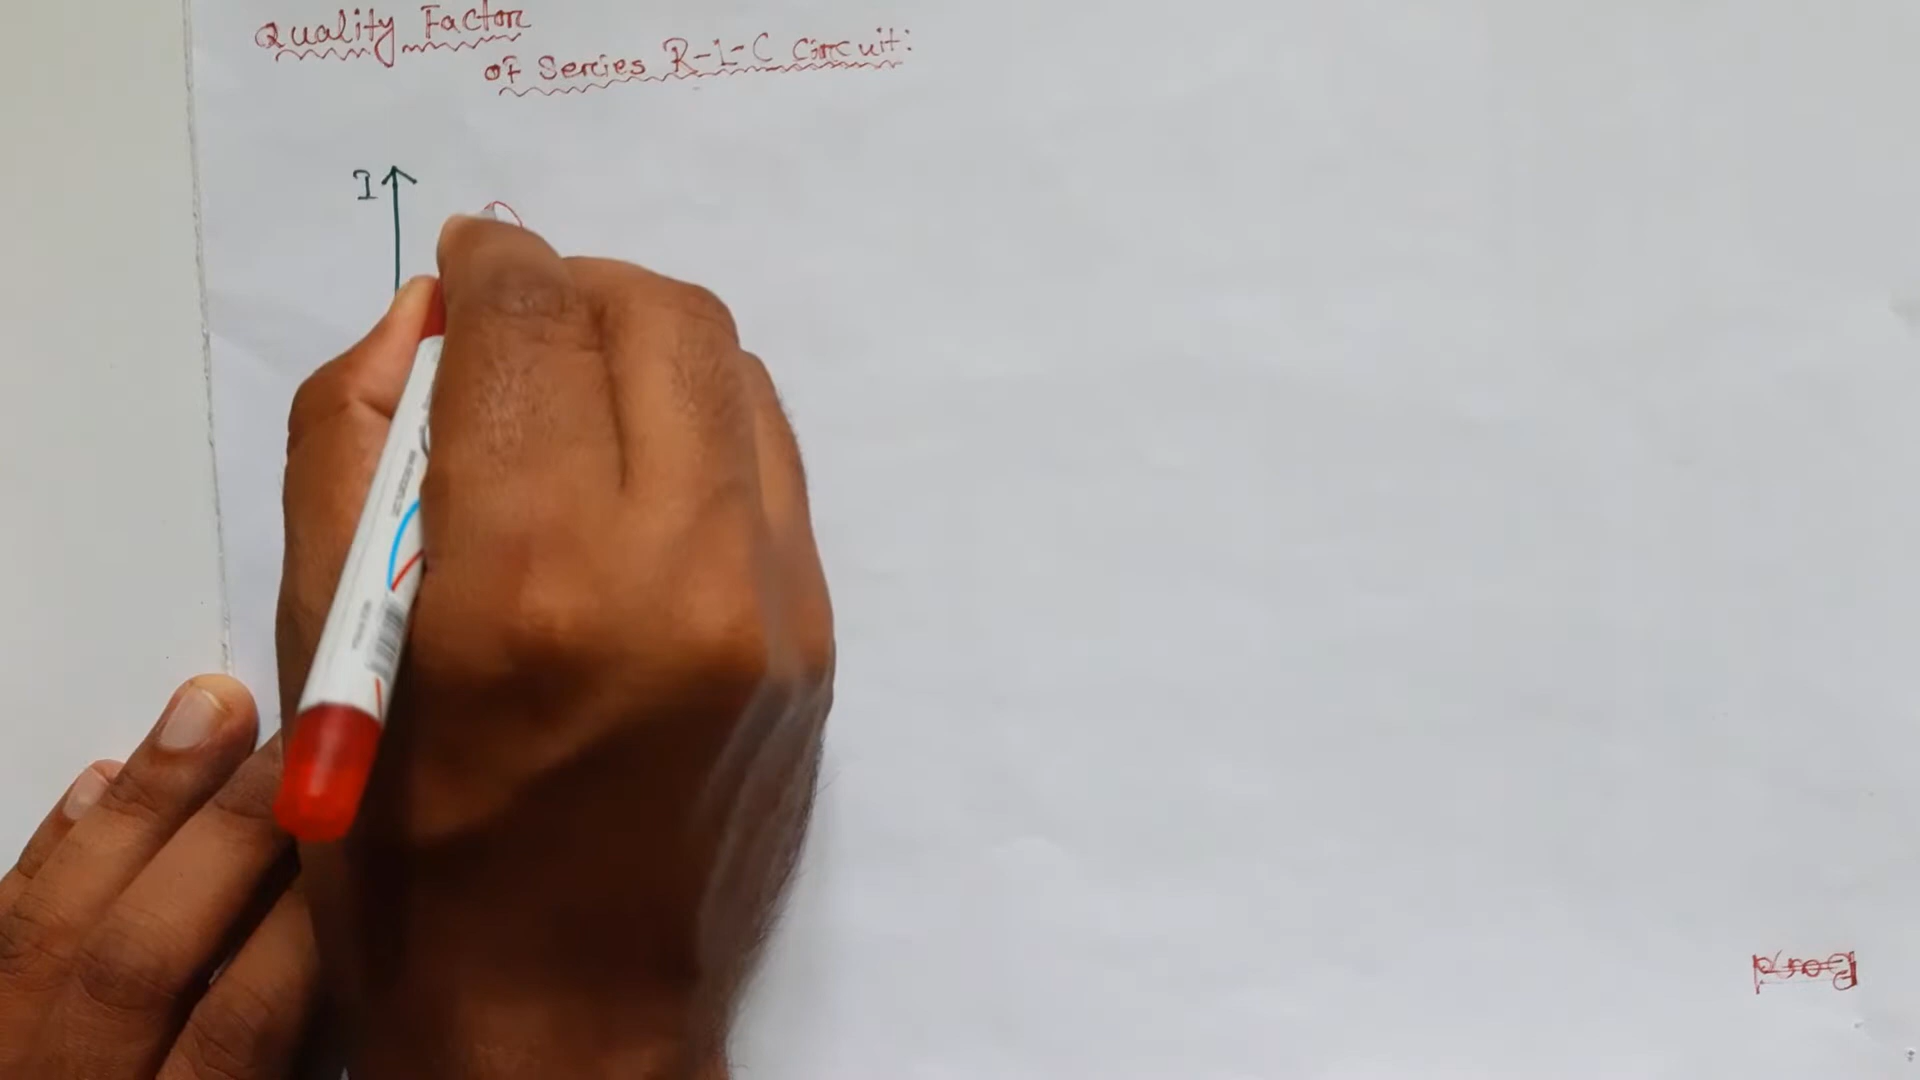 Quality Factor
of Series R-L-C Circuit:
I